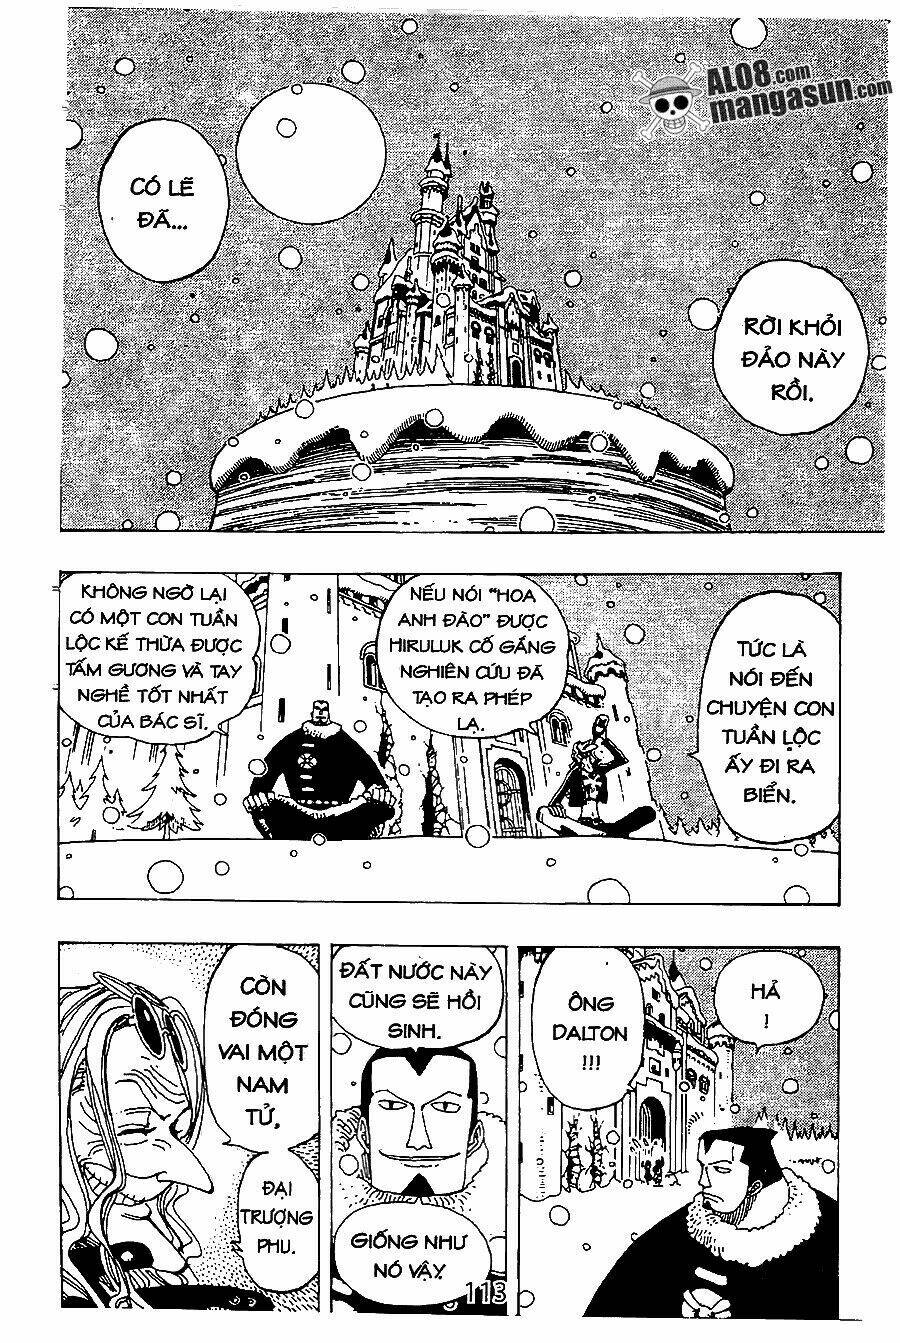 AL08.com
mangasun.com
CÓ LẼ
ĐÃ...
RỜI KHỎI
ĐẢO NÀY
RỒI.
TỨC LÀ
NÓI ĐẾN
CHUYỆN CON
TUẦN LỘC
ẤY ĐI RA
BIỂN.
NẾU NÓI "HOA
ANH ĐÀO" ĐƯỢC
HIRULUK CỐ GẮNG
NGHIÊN CỨU ĐÃ
TẠO RA PHÉP
LẠ.
KHÔNG NGỜ LẠI
CÓ MỘT CON TUẦN
LỘC KẾ THỪA ĐƯỢC
TẤM GƯƠNG VÀ TAY
NGHỀ TỐT NHẤT
CỦA BÁC SĨ.
HẢ
!
ÔNG
DALTON
!!!
ĐẤT NƯỚC NÀY
CŨNG SẼ HỒI
SINH.
GIỐNG NHƯ
NÓ VẬY.
CÒN
ĐÓNG
VAI MỘT
NAM
TỬ,
ĐẠI
TRƯỢNG
PHU.
113